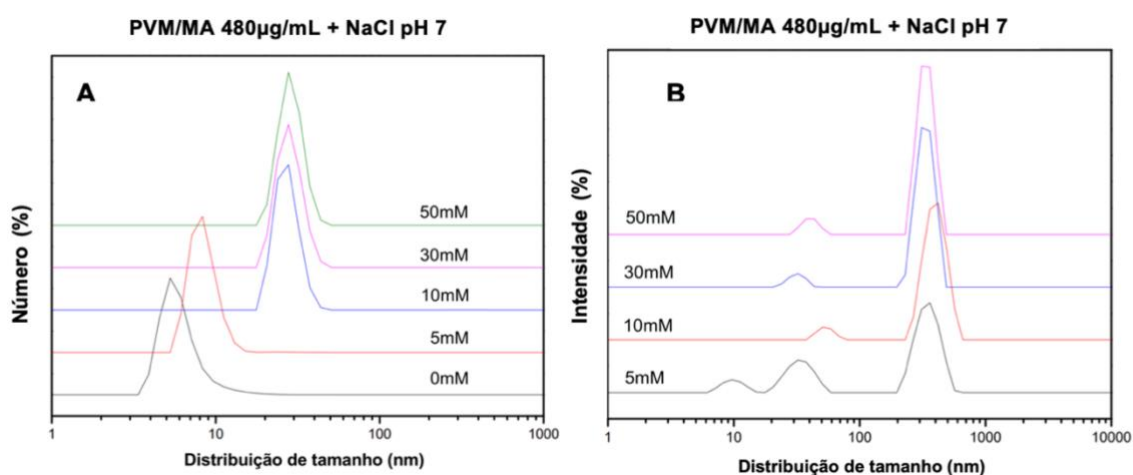 PVM/MA 480µg/mL + NaCl pH 7
A
50mM
30mM
10mM
5mM
0mM
Número (%)
1
10
100
1000
Distribuição de tamanho (nm)
PVM/MA 480µg/mL + NaCl pH 7
B
50mM
30mM
10mM
5mM
Intensidade (%)
1
10
100
1000
10000
Distribuição de tamanho (nm)